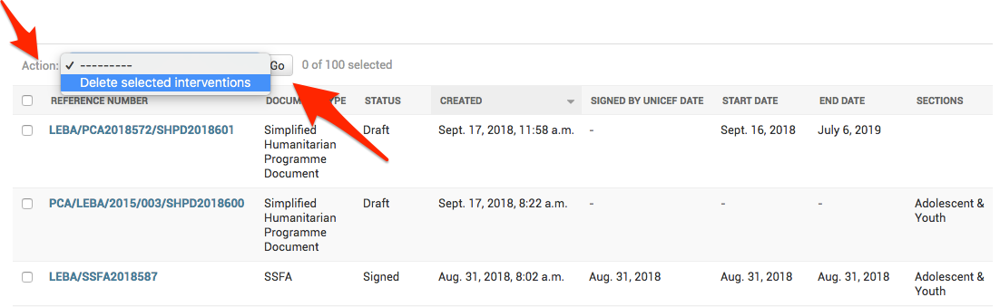 Action: ✓ --------- Go 0 of 100 selected
Delete selected interventions
REFERENCE NUMBER STATUS CREATED SIGNED BY UNICEF DATE START DATE END DATE SECTIONS
LEBA/PCA2018572/SHPD2018601 Simplified Draft Sept. 17, 2018, 11:58 a.m. - Sept. 16, 2018 July 6, 2019
Humanitarian
Programme
Document
PCA/LEBA/2015/003/SHPD2018600 Simplified Draft Sept. 17, 2018, 8:22 a.m. - - - Adolescent &
Humanitarian Youth
Programme
Document
LEBA/SSFA2018587 SSFA Signed Aug. 31, 2018, 8:02 a.m. Aug. 31, 2018 Aug. 31, 2018 Aug. 31, 2018 Adolescent &
Youth